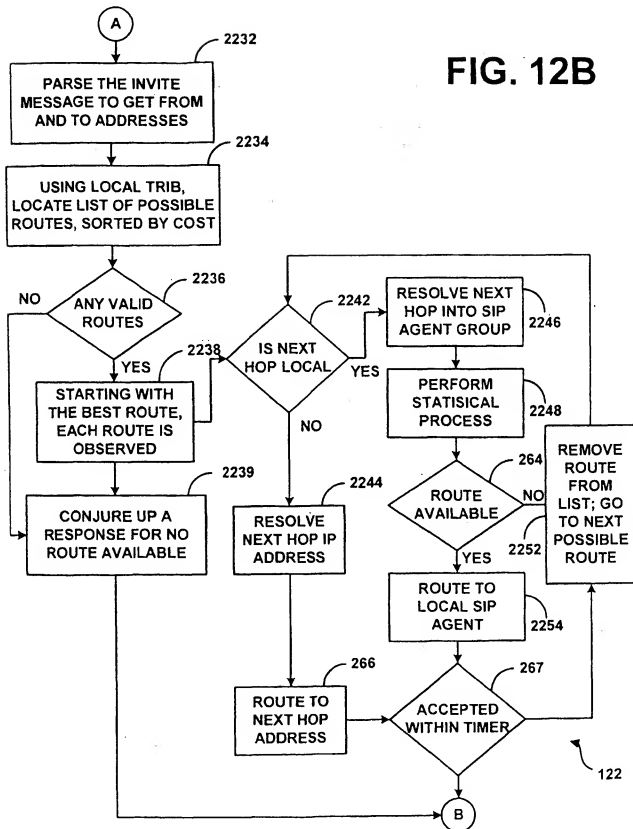 FIG. 12B
A
2232
PARSE THE INVITE
MESSAGE TO GET FROM
AND TO ADDRESSES
2234
USING LOCAL TRIB,
LOCATE LIST OF POSSIBLE
ROUTES, SORTED BY COST
2236
NO
ANY VALID
ROUTES
YES
2238
STARTING WITH
THE BEST ROUTE,
EACH ROUTE IS
OBSERVED
2239
CONJURE UP A
RESPONSE FOR NO
ROUTE AVAILABLE
2242
IS NEXT
HOP LOCAL
YES
NO
2244
RESOLVE
NEXT HOP IP
ADDRESS
266
ROUTE TO
NEXT HOP
ADDRESS
RESOLVE NEXT
HOP INTO SIP
AGENT GROUP
2246
PERFORM
STATISICAL
PROCESS
2248
264
ROUTE
AVAILABLE
NO
YES
REMOVE
ROUTE
FROM
LIST; GO
TO NEXT
POSSIBLE
ROUTE
2252
ROUTE TO
LOCAL SIP
AGENT
2254
267
ACCEPTED
WITHIN TIMER
122
B